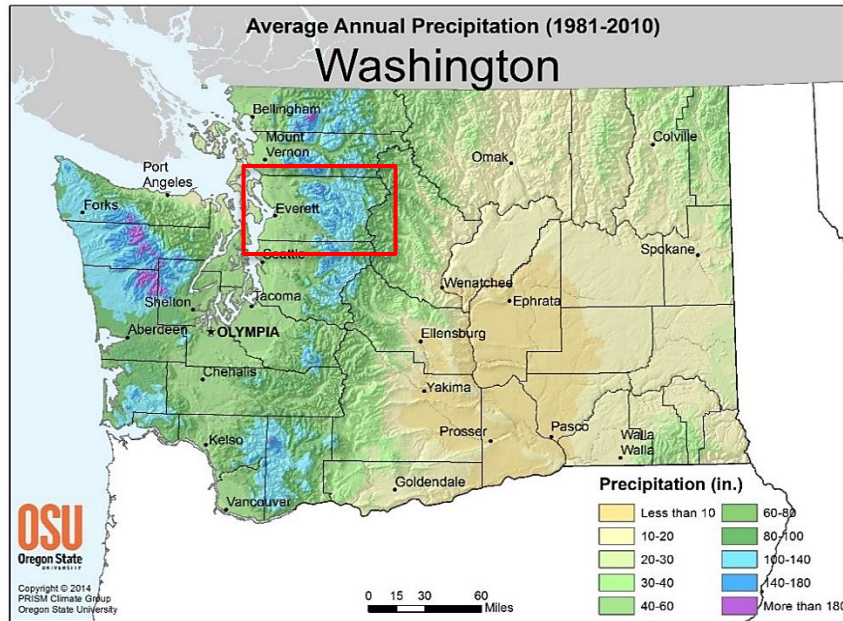 Average Annual Precipitation (1981-2010)
Washington
Bellingham
Mount
Vernon
Colville
Omak
Port
Angeles
Forks
Everett
Seattle
Spokane
Wenatchee
Ephrata
Shelton
Tacoma
Aberdeen
OLYMPIA
Ellensburg
Chehalis
Yakima
Kelso
Prosser
Pasco
Walla
Walla
Vancouver
Goldendale
Precipitation (in.)
Less than 10
10-20
20-30
30-40
40-60
60-80
80-100
100-140
140-180
More than 180
OSU
Oregon State
UNIVERSITY
Copyright © 2014
PRISM Climate Group
Oregon State University
0 15 30 60
Miles